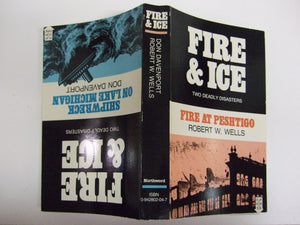 FIRE
& ICE
TWO DEADLY DISASTERS
FIRE AT PESHTIGO
ROBERT W. WELLS
FIRE
& ICE
DON DAVENPORT
ROBERT W. WELLS
Northword
ISBN
0-942802-04-7
FIRE
& ICE
TWO DEADLY DISASTERS
SHIPWRECK
ON LAKE MICHIGAN
DON DAVENPORT